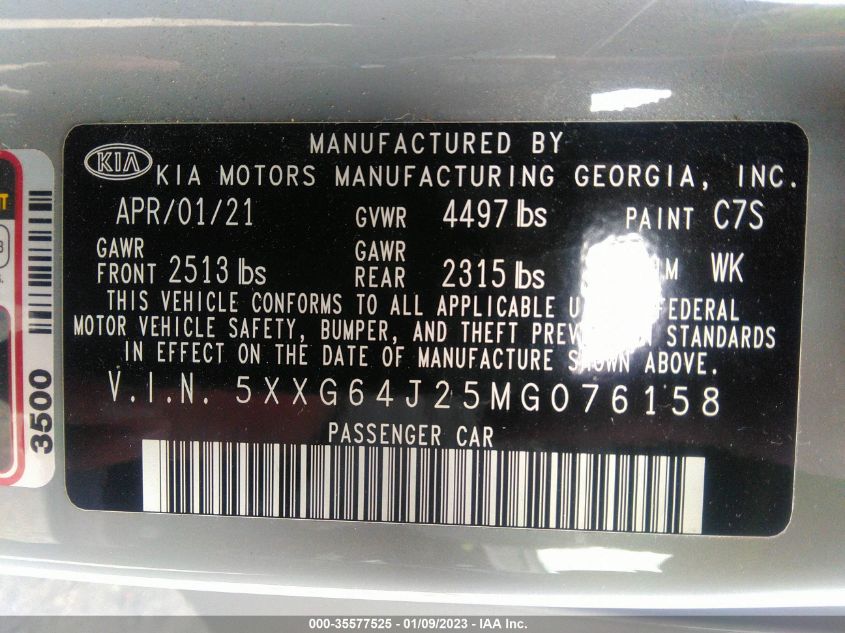 MANUFACTURED BY
KIA
KIA MOTORS MANUFACTURING GEORGIA, INC.
APR/01/21 GVWR 4497 lbs PAINT C7S
GAWR FRONT 2513 lbs GAWR REAR 2315 lbs WK
THIS VEHICLE CONFORMS TO ALL APPLICABLE FEDERAL
MOTOR VEHICLE SAFETY, BUMPER, AND THEFT STANDARDS
IN EFFECT ON THE DATE OF MANUFACTURE SHOWN ABOVE.
V.I.N. 5XXG64J25MG076158
PASSENGER CAR
3500
000-35577525 - 01/09/2023 - IAA Inc.